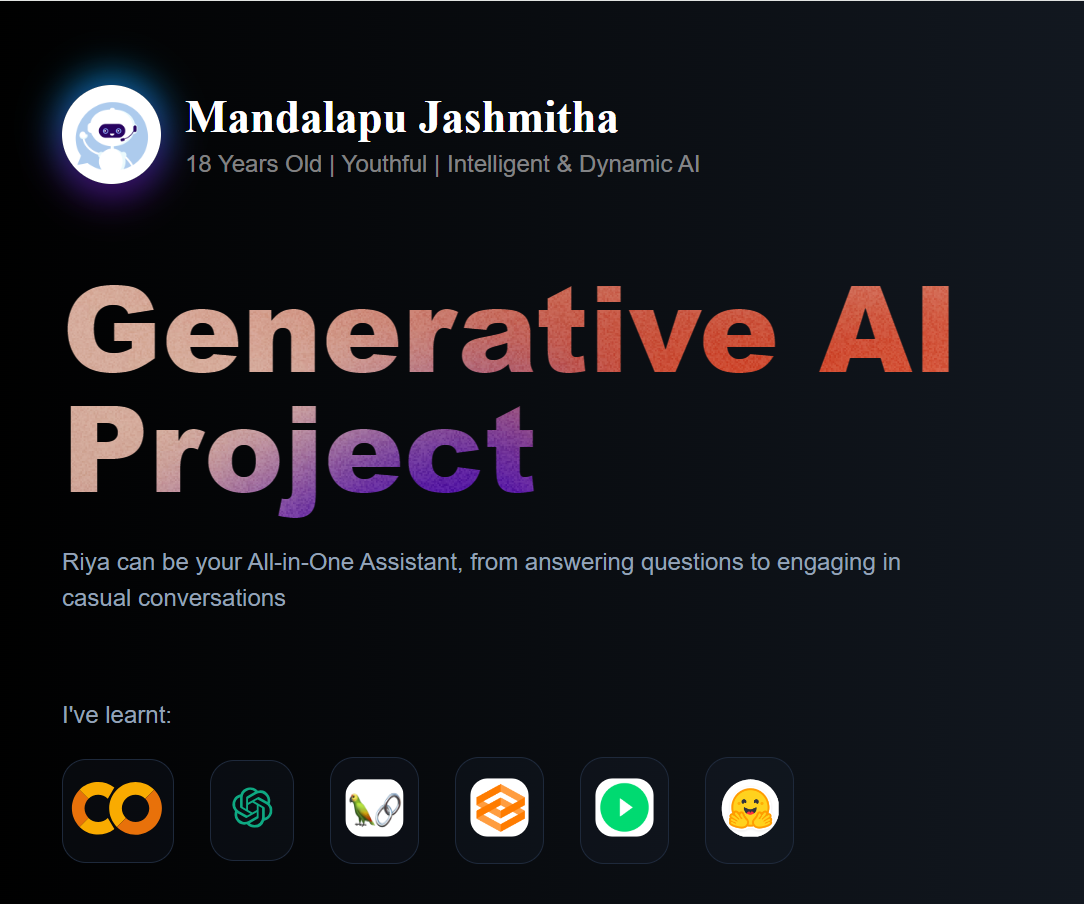 Mandalapu Jashmitha
18 Years Old | Youthful | Intelligent & Dynamic AI
Generative AI
Project
Riya can be your All-in-One Assistant, from answering questions to engaging in
casual conversations
I've learnt: